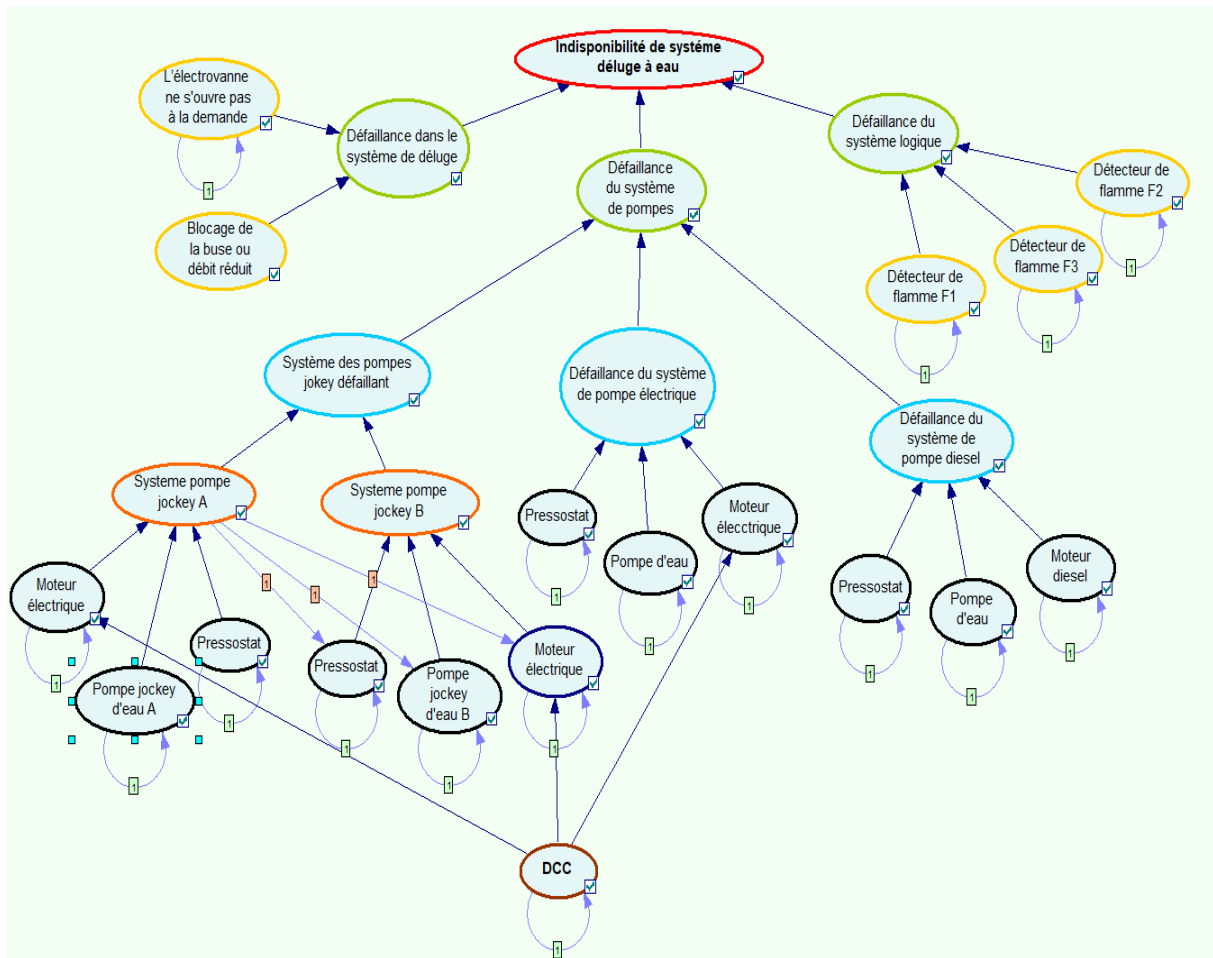 Indisponibilité de systéme
déluge à eau
L'électrovanne
ne s'ouvre pas
à la demande
1
Défaillance dans le
système de déluge
Blocage de
la buse ou
débit réduit
Défaillance
du système
de pompes
Défaillance du
système logique
Détecteur de
flamme F2
1
Détecteur de
flamme F3
1
Détecteur de
flamme F1
1
Système des pompes
jokey défaillant
Défaillance du système
de pompe électrique
Défaillance du
système de
pompe diesel
Systeme pompe
jockey A
Systeme pompe
jockey B
Pressostat
1
Pompe d'eau
1
Moteur
élecctrique
1
Pressostat
1
Pompe
d'eau
1
Moteur
diesel
1
1
1
1
Moteur
électrique
1
Pompe jockey
d'eau A
1
Pressostat
1
Pressostat
1
Pompe
jockey
d'eau B
1
Moteur
électrique
1
DCC
1